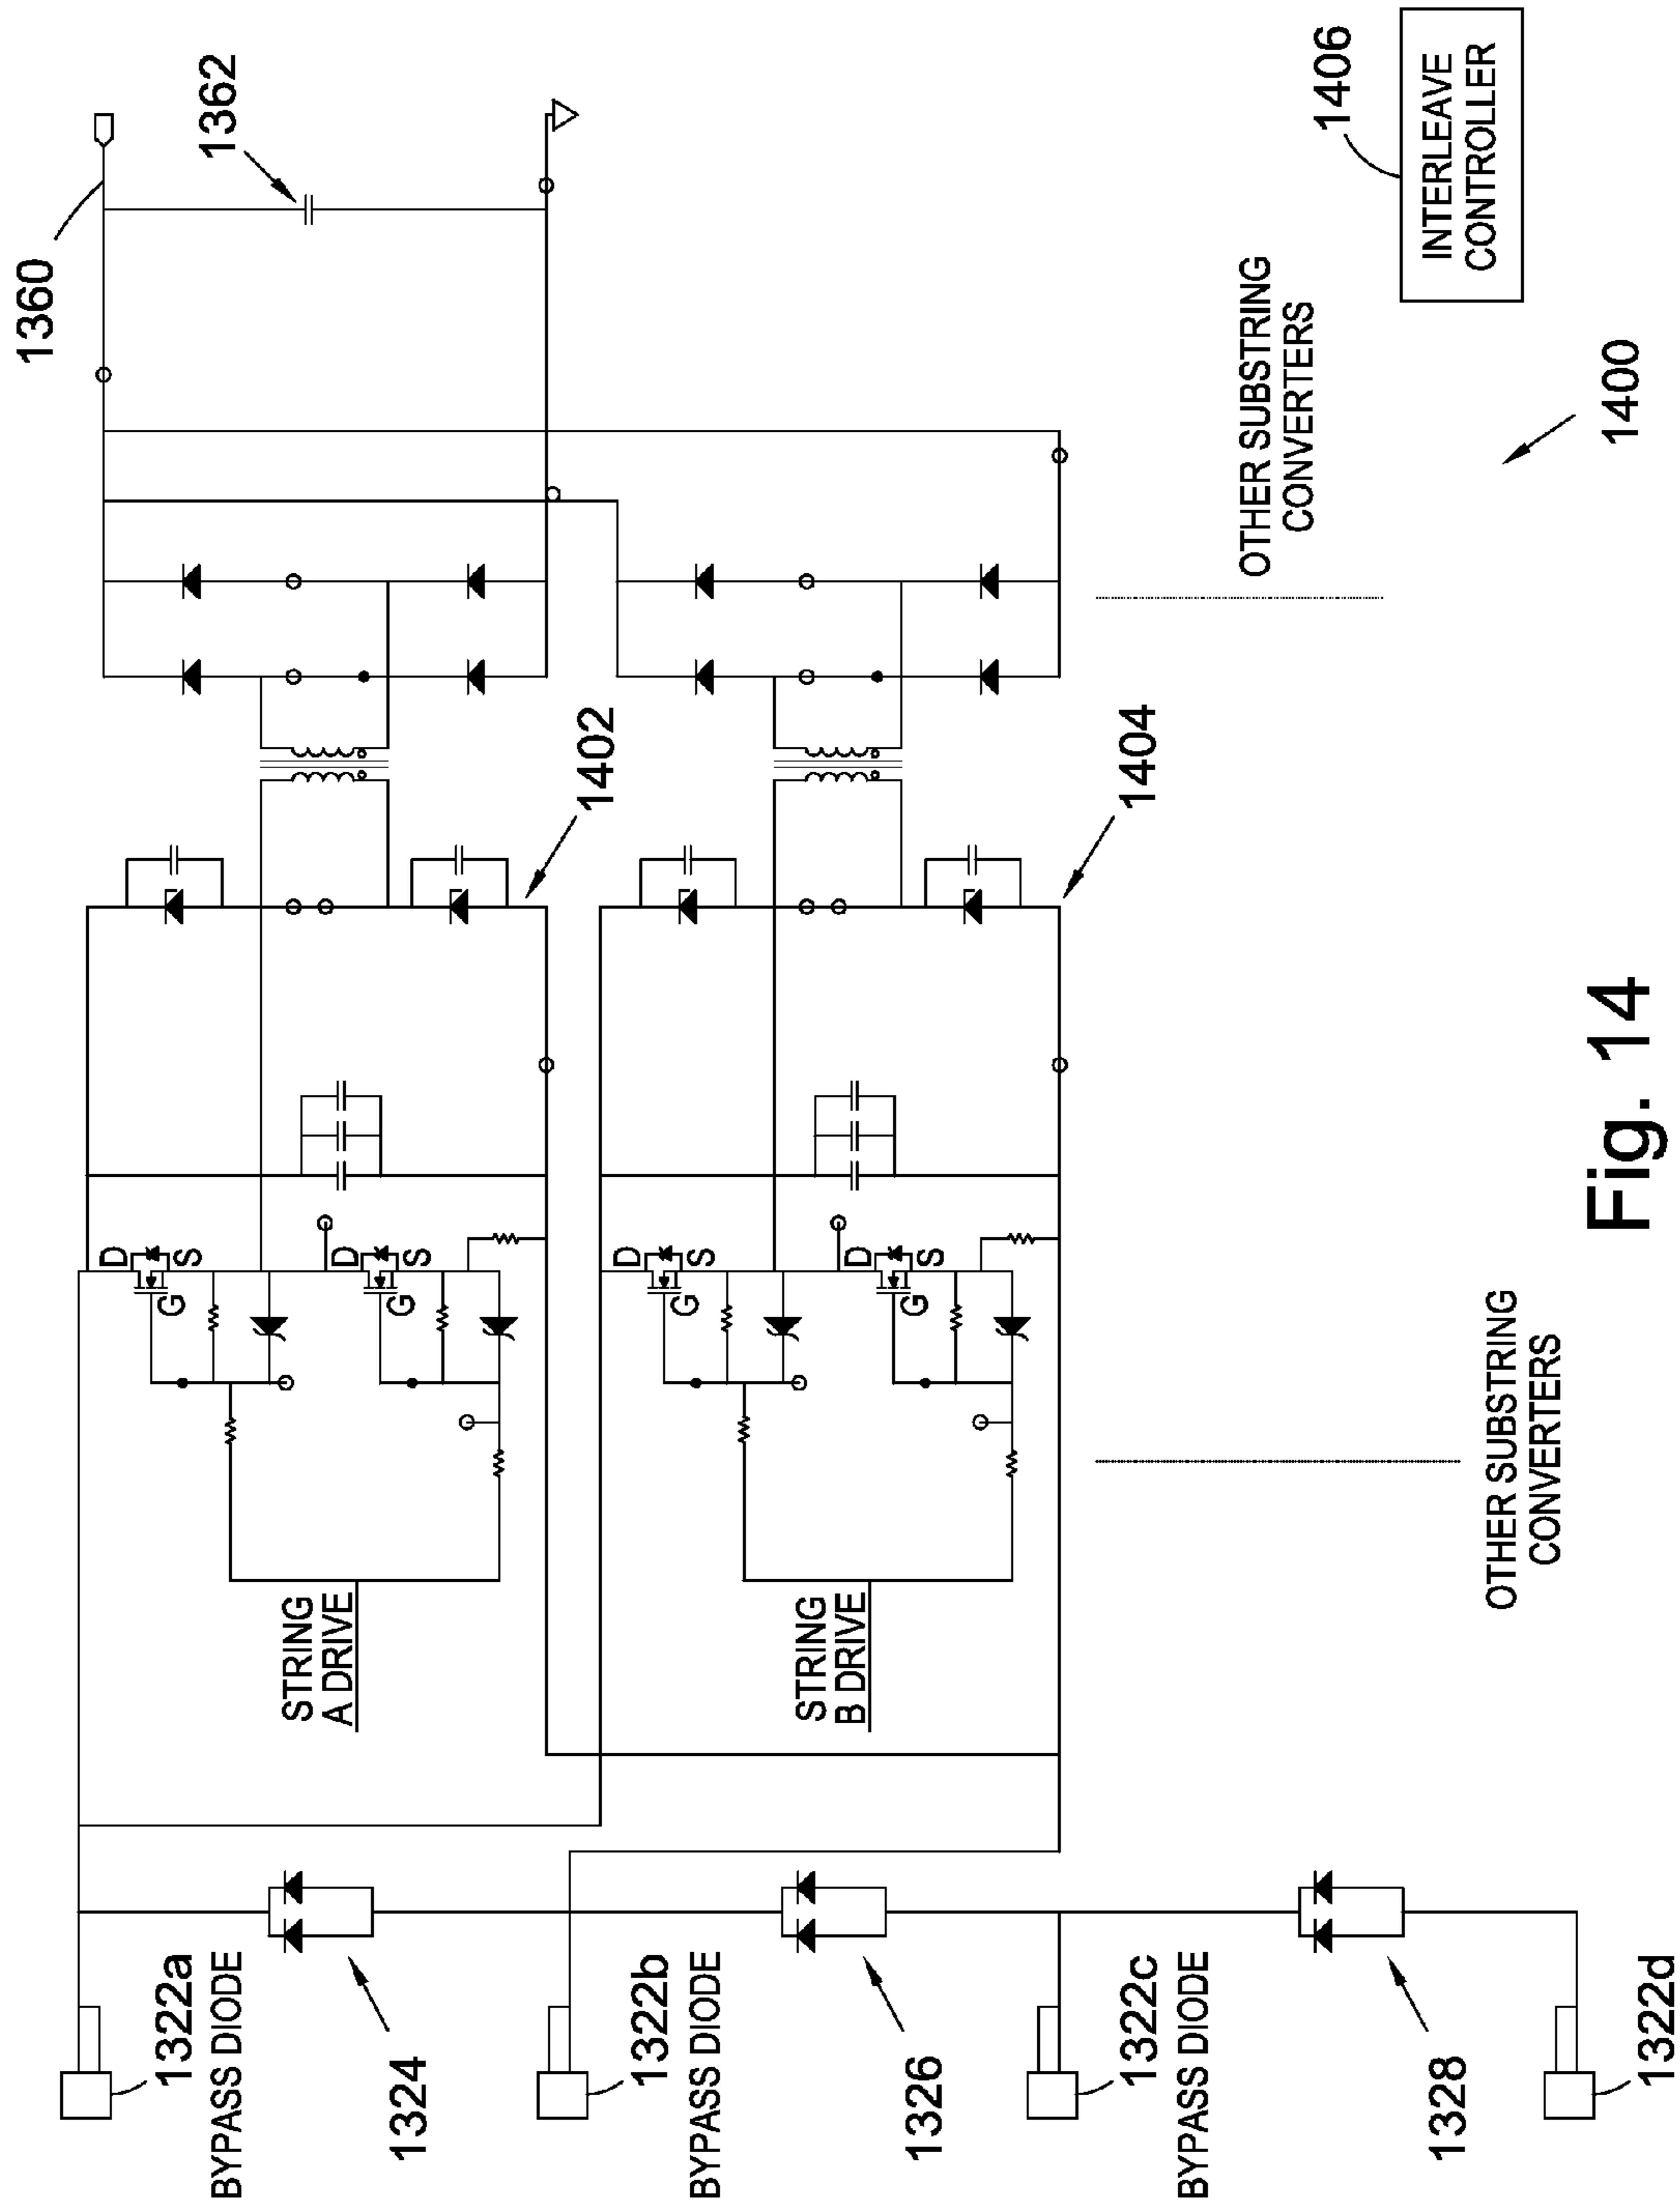 1322a
BYPASS DIODE
1324
1322b
BYPASS DIODE
1326
1322c
BYPASS DIODE
1328
1322d
STRING
A DRIVE
D
G
S
D
G
S
1402
1360
1362
STRING
B DRIVE
D
G
S
D
G
S
1404
OTHER SUBSTRING
CONVERTERS
OTHER SUBSTRING
CONVERTERS
1406
INTERLEAVE
CONTROLLER
1400
Fig. 14